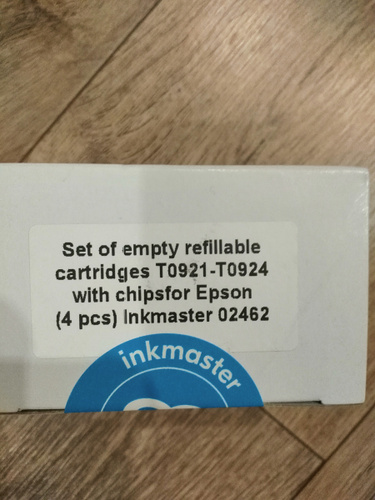 Set of empty refillable
cartridges T0921-T0924
with chipsfor Epson
(4 pcs) Inkmaster 02462
inkmaster